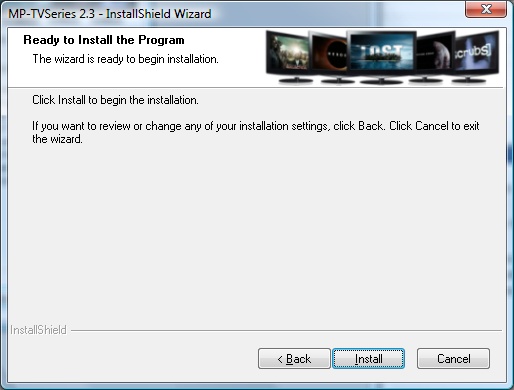 MP-TVSeries 2.3 - InstallShield Wizard
Ready to Install the Program
The wizard is ready to begin installation.
LOST
scrubs
Click Install to begin the installation.
If you want to review or change any of your installation settings, click Back. Click Cancel to exit
the wizard.
InstallShield
< Back
Install
Cancel